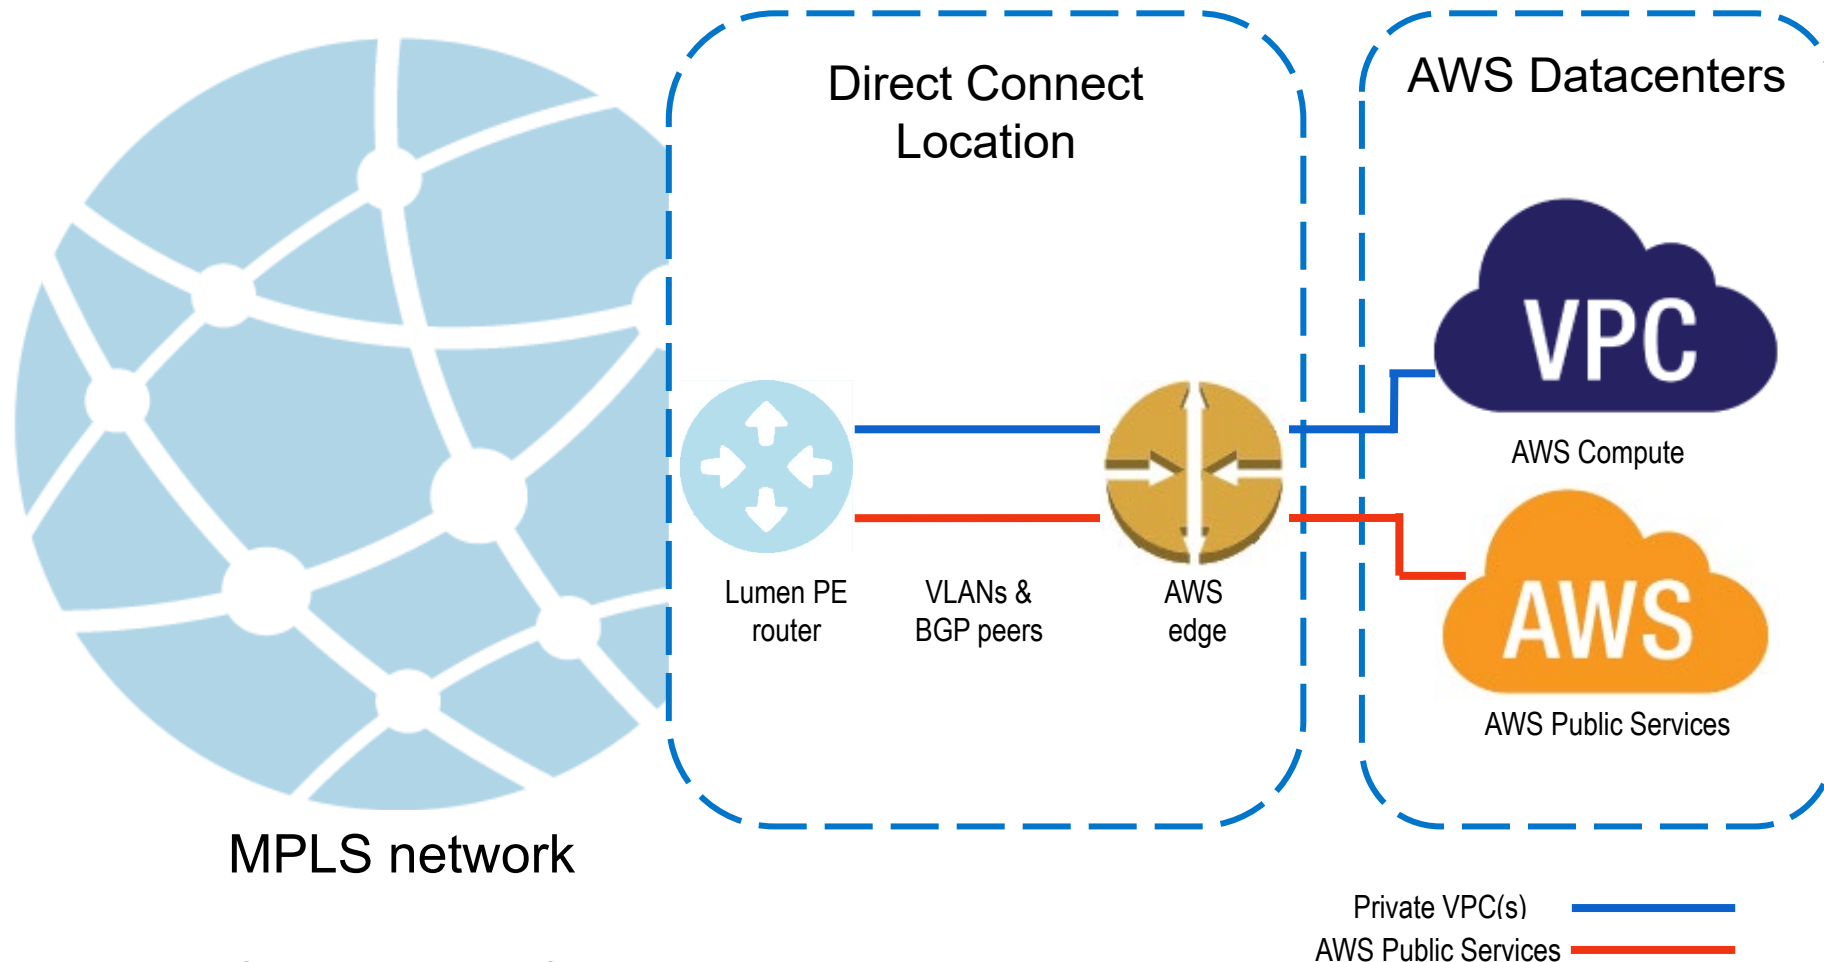 Direct Connect
Location
AWS Datacenters
VPC
AWS Compute
Lumen PE
router
VLANs &
BGP peers
AWS
edge
AWS
AWS Public Services
MPLS network
Private VPC(s)
AWS Public Services